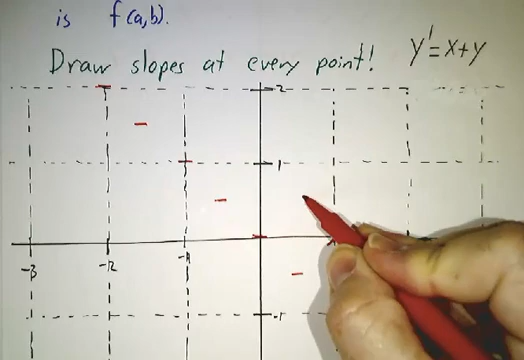 is f(a,b).
Draw slopes at every point! y'=x+y
2
1
-3 -2 -1
-1